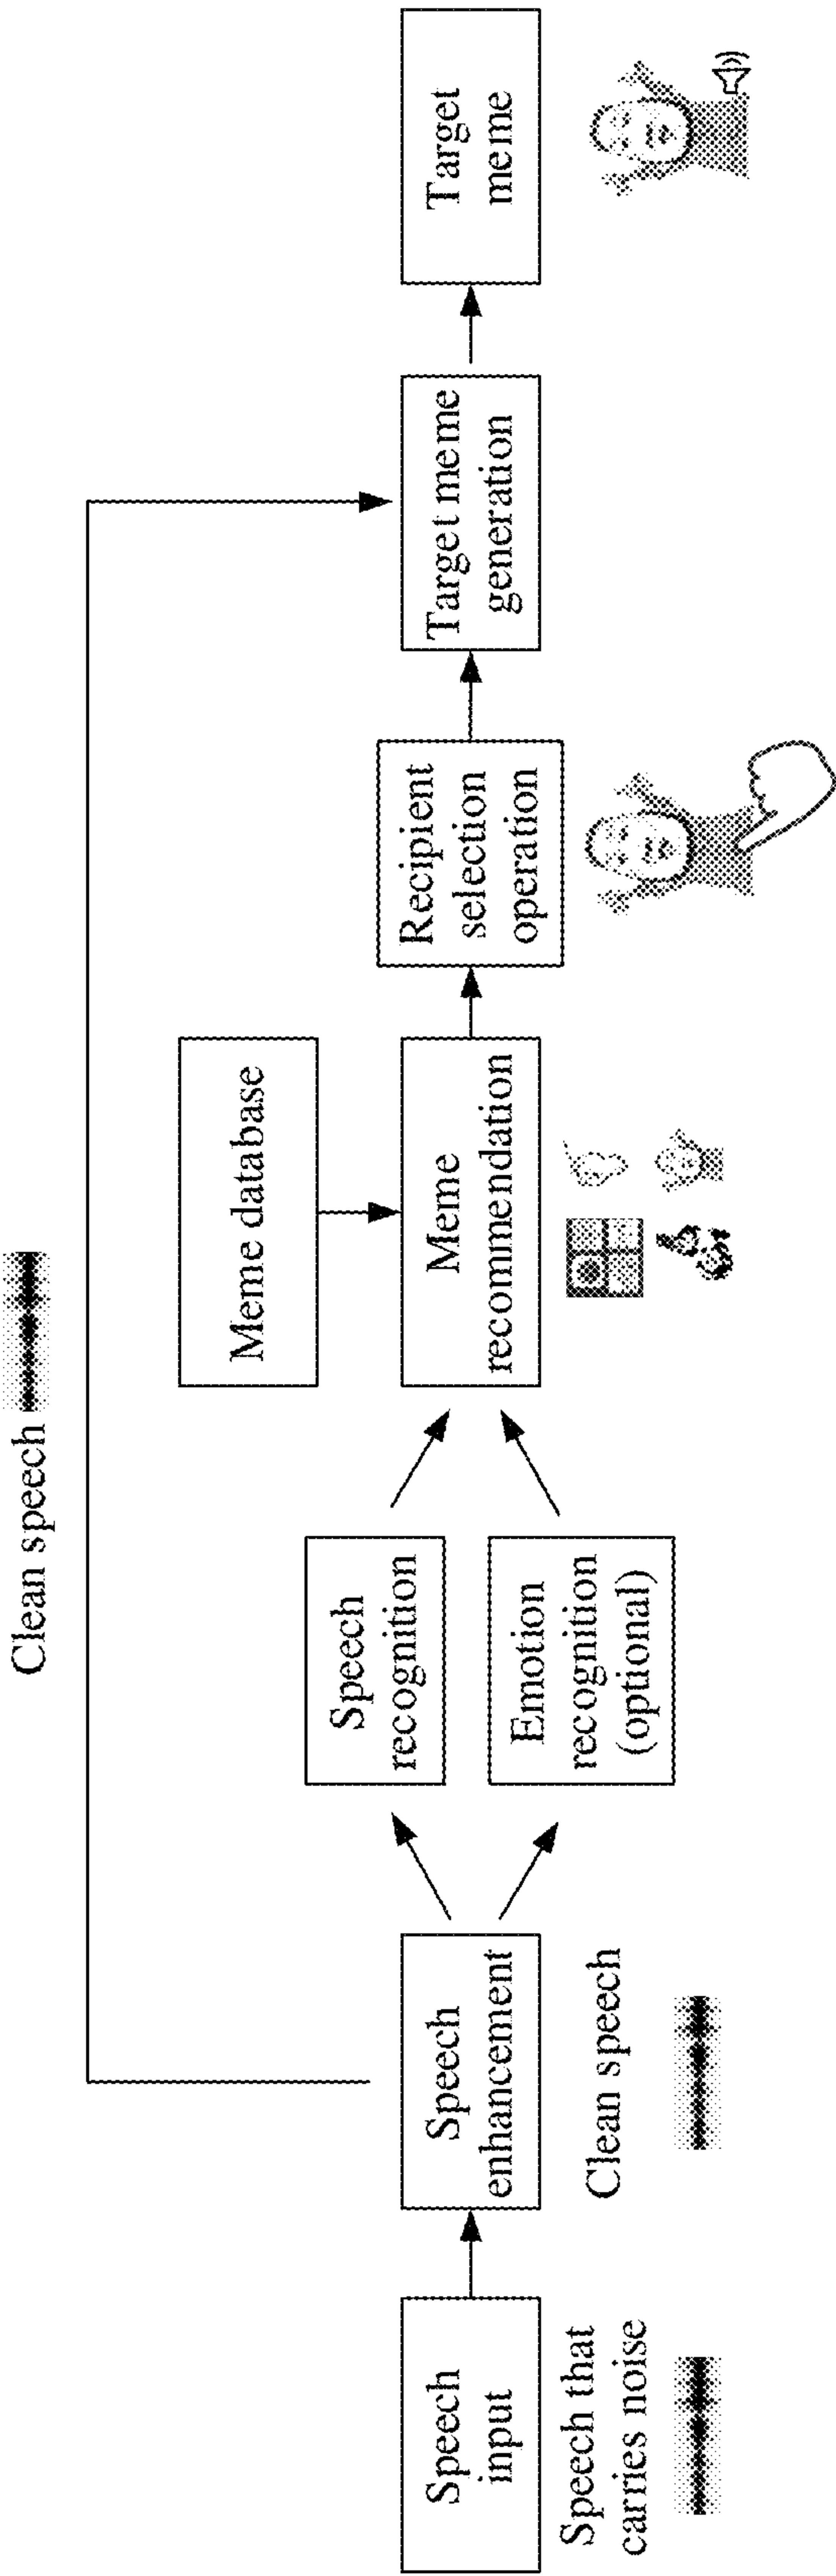 Clean speech
Speech
input
Speech that
carries noise
Speech
enhancement
Clean speech
Speech
recognition
Emotion
recognition
(optional)
Meme database
Meme
recommendation
Recipient
selection
operation
Target meme
generation
Target
meme